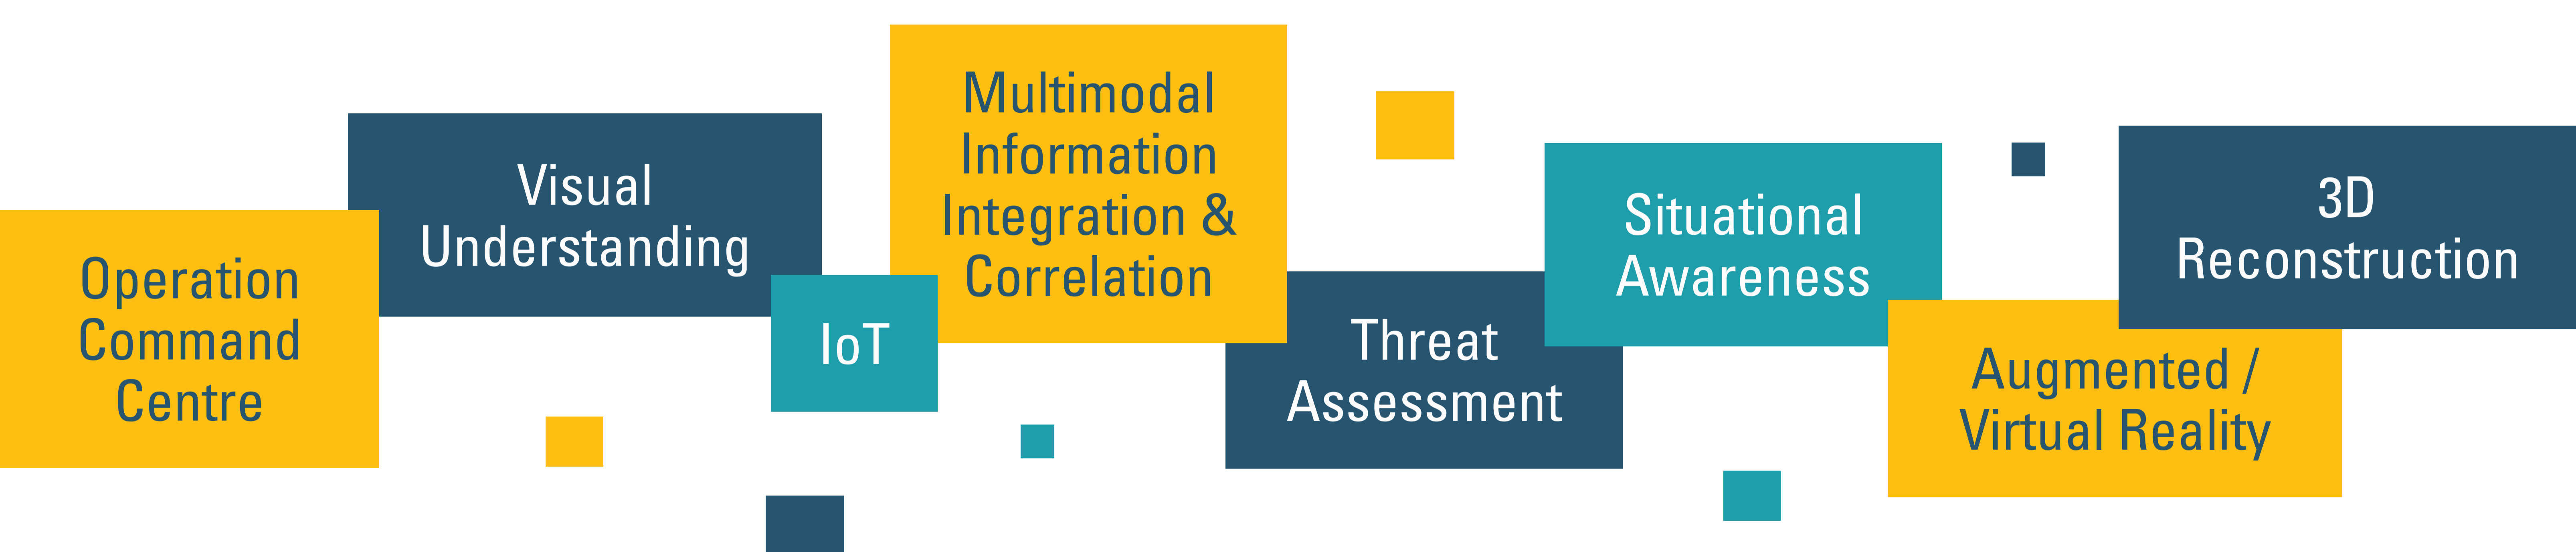 Operation
Command
Centre
Visual
Understanding
IoT
Multimodal
Information
Integration &
Correlation
Threat
Assessment
Situational
Awareness
Augmented /
Virtual Reality
3D
Reconstruction